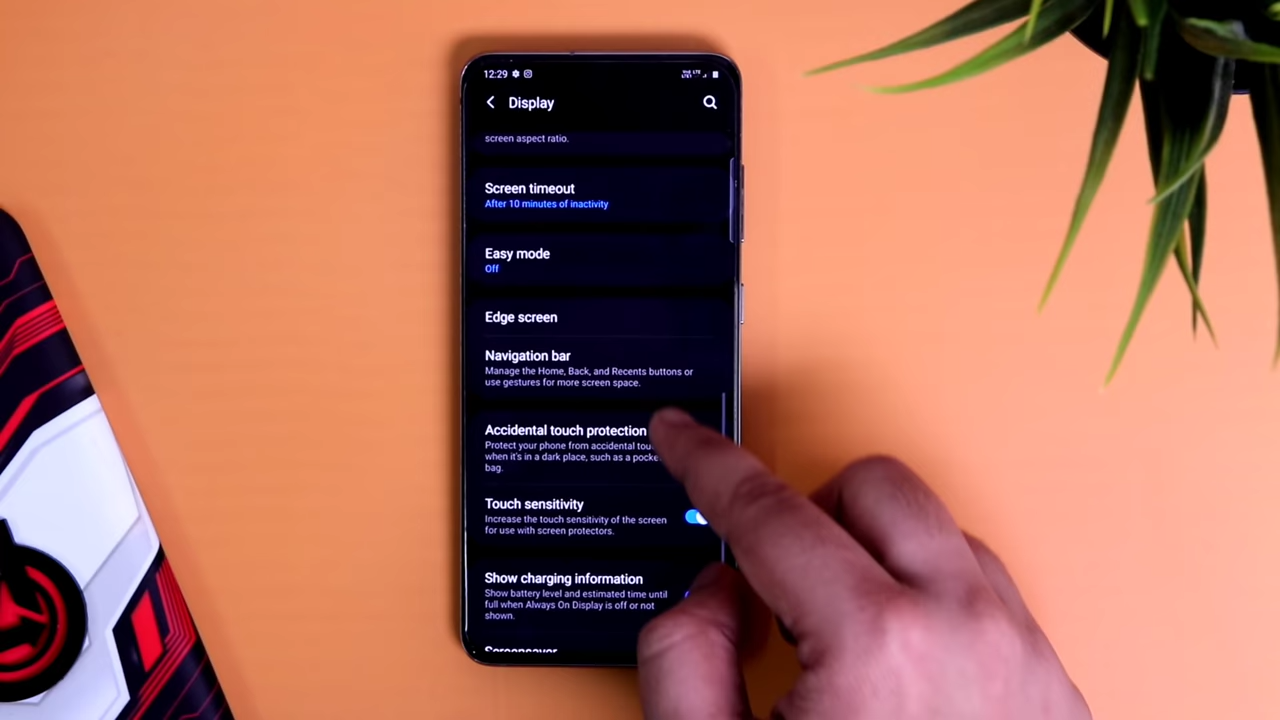 12:29
Display
screen aspect ratio.
Screen timeout
After 10 minutes of inactivity
Easy mode
Off
Edge screen
Navigation bar
Manage the Home, Back, and Recents buttons or
use gestures for more screen space.
Accidental touch protection
Protect your phone from accidental
when it's in a dark place, such as a
bag.
Touch sensitivity
Increase the touch sensitivity of the screen
for use with screen protectors.
Show charging information
Show battery level and estimated time until
full when Always On Display is off or not
shown.
Screensaver